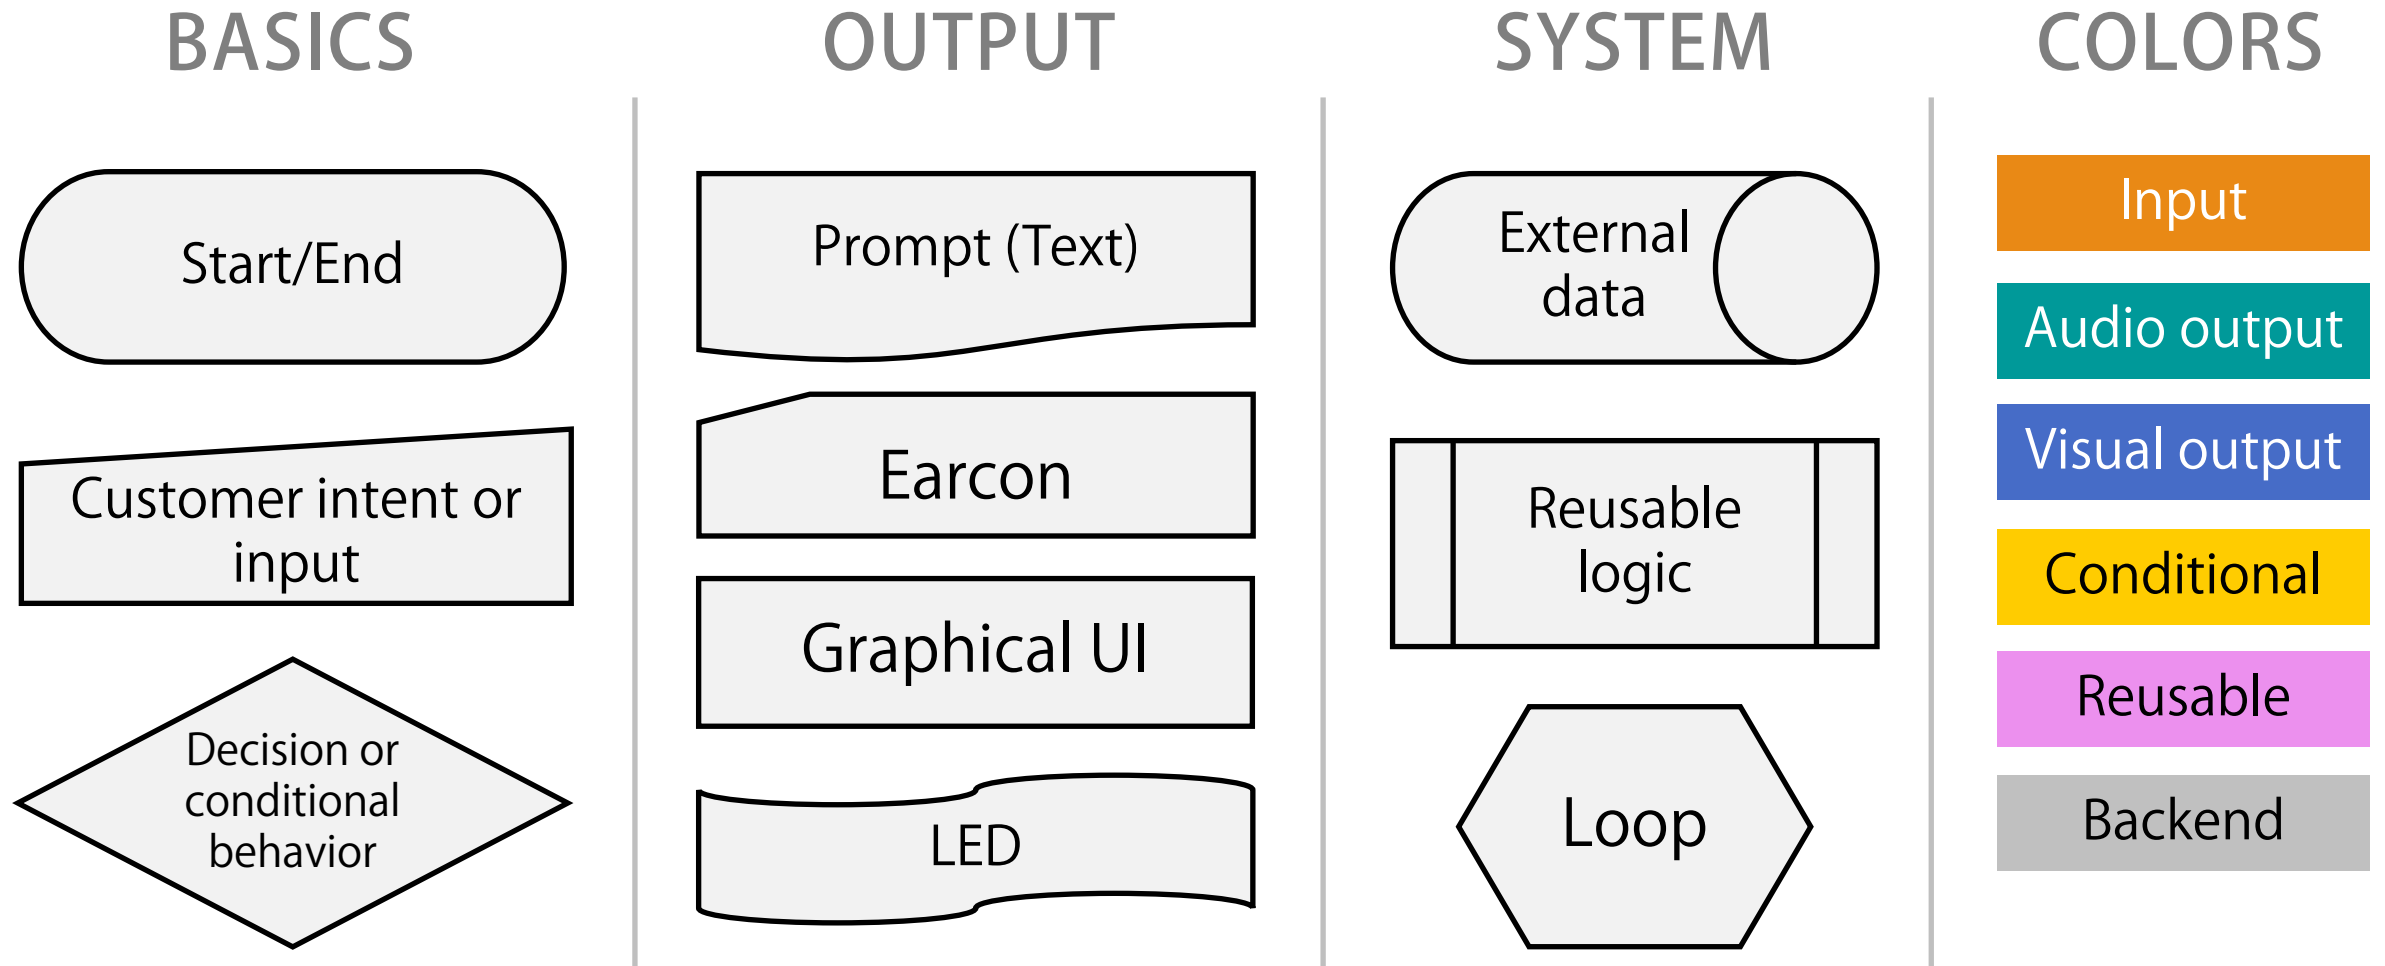 BASICS
Start/End
Customer intent or
input
Decision or
conditional
behavior
OUTPUT
Prompt (Text)
Earcon
Graphical UI
LED
SYSTEM
External
data
Reusable
logic
Loop
COLORS
Input
Audio output
Visual output
Conditional
Reusable
Backend